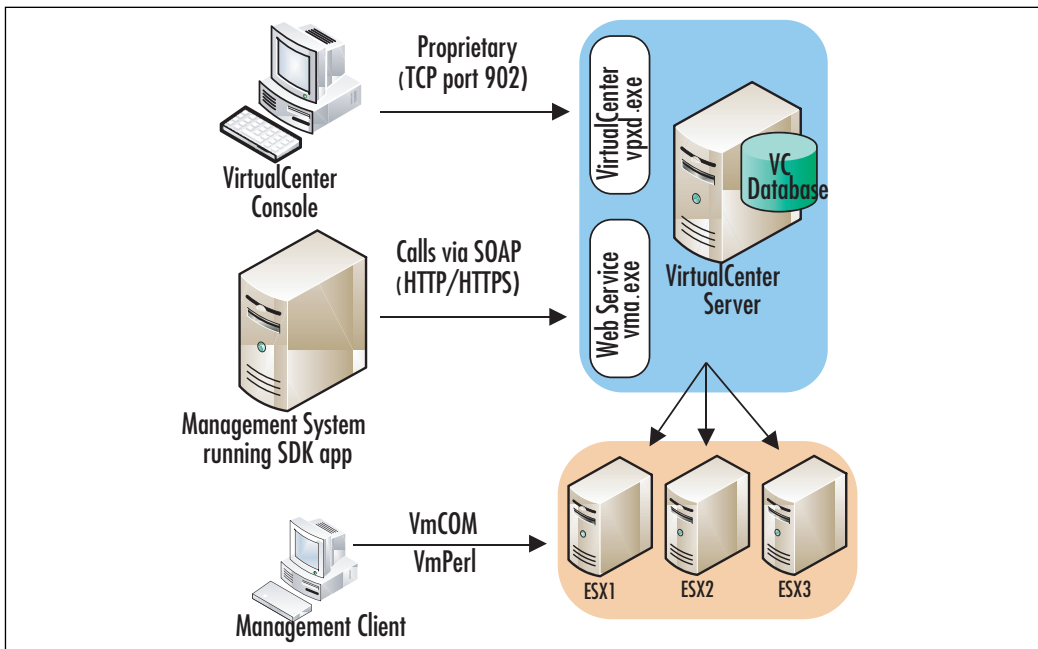 Proprietary
(TCP port 902)
VirtualCenter
Console
VirtualCenter
vpxd .exe
VC
Database
VirtualCenter
Server
Calls via SOAP
(HTTP/HTTPS)
Web Service
vma.exe
Management System
running SDK app
VmCOM
VmPerl
Management Client
ESX1
ESX2
ESX3